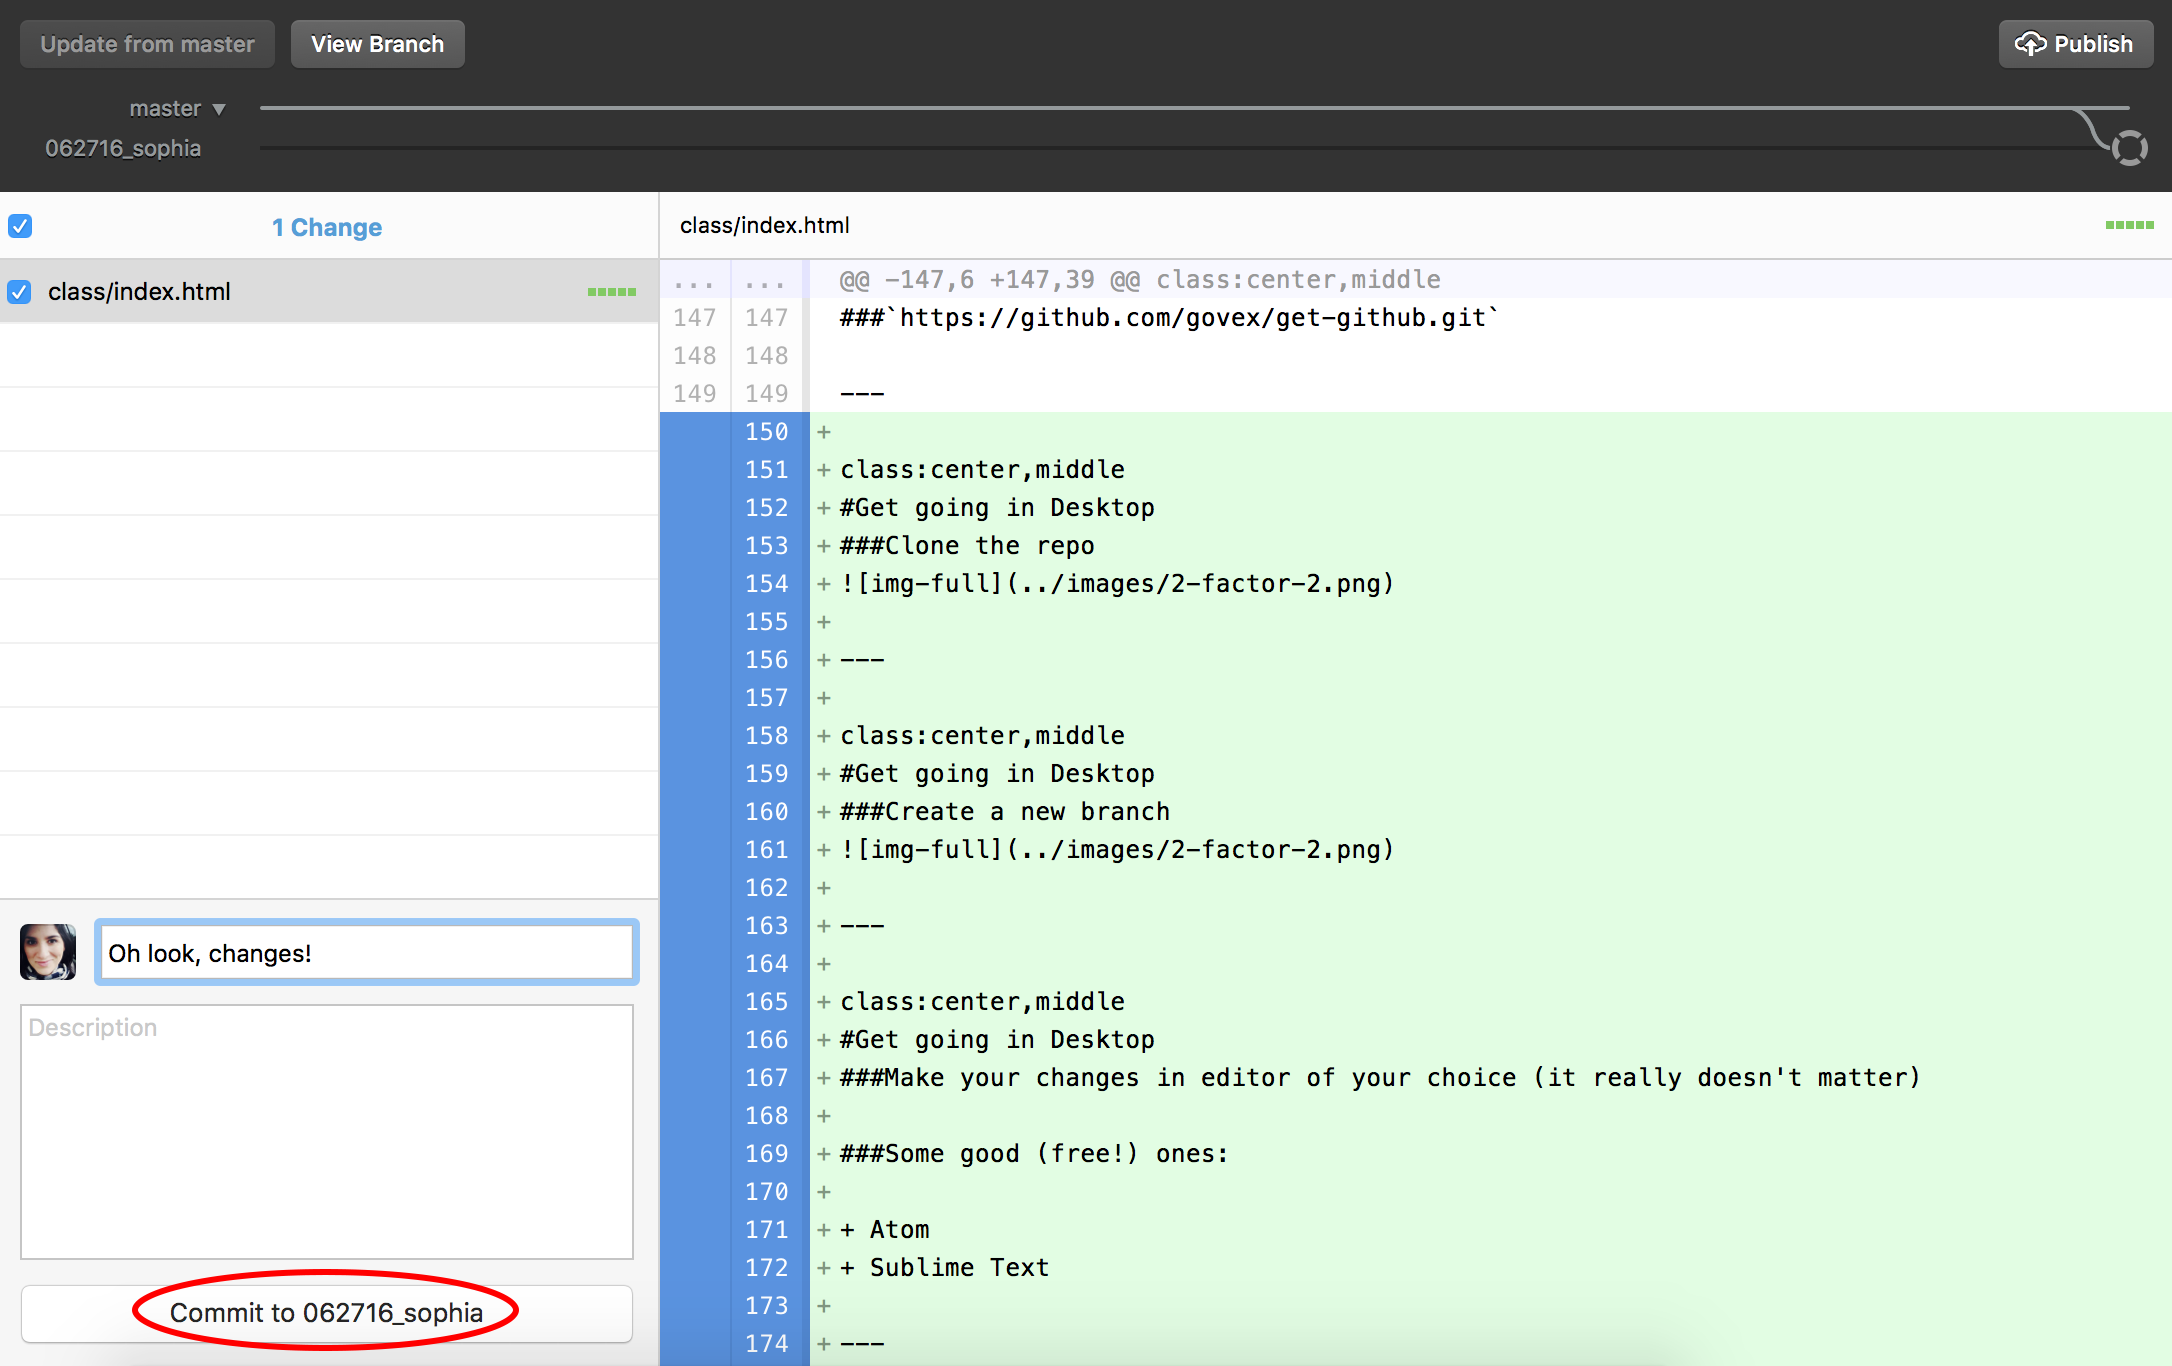 Update from master
View Branch
Publish
master
062716_sophia
1 Change
class/index.html
Oh look, changes!
Description
Commit to 062716_sophia
class/index.html
... ... @@ -147,6 +147,39 @@ class:center,middle
147 147 ###`https://github.com/govex/get-github.git`
148 148
149 149 ---
150 +
151 + class:center,middle
152 + #Get going in Desktop
153 + ###Clone the repo
154 + ![img-full](../images/2-factor-2.png)
155 +
156 + ---
157 +
158 + class:center,middle
159 + #Get going in Desktop
160 + ###Create a new branch
161 + ![img-full](../images/2-factor-2.png)
162 +
163 + ---
164 +
165 + class:center,middle
166 + #Get going in Desktop
167 + ###Make your changes in editor of your choice (it really doesn't matter)
168 +
169 + ###Some good (free!) ones:
170 +
171 + + Atom
172 + + Sublime Text
173 +
174 + ---